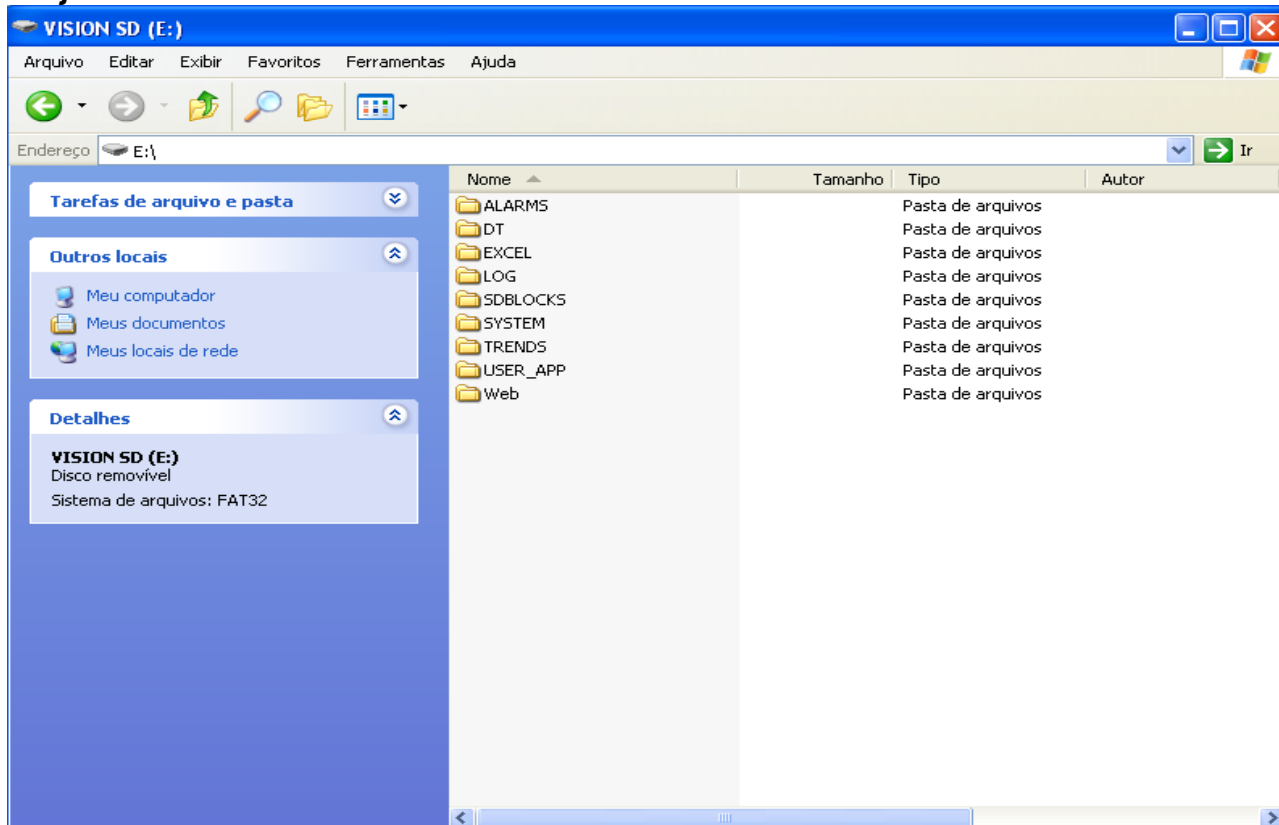 VISION SD (E:)
Arquivo Editar Exibir Favoritos Ferramentas Ajuda
Endereço E:\ Ir
Tarefas de arquivo e pasta
Outros locais
Meu computador
Meus documentos
Meus locais de rede
Detalhes
VISION SD (E:)
Disco removível
Sistema de arquivos: FAT32
Nome Tamanho Tipo Autor
ALARMS Pasta de arquivos
DT Pasta de arquivos
EXCEL Pasta de arquivos
LOG Pasta de arquivos
SDBLOCKS Pasta de arquivos
SYSTEM Pasta de arquivos
TRENDS Pasta de arquivos
USER_APP Pasta de arquivos
Web Pasta de arquivos